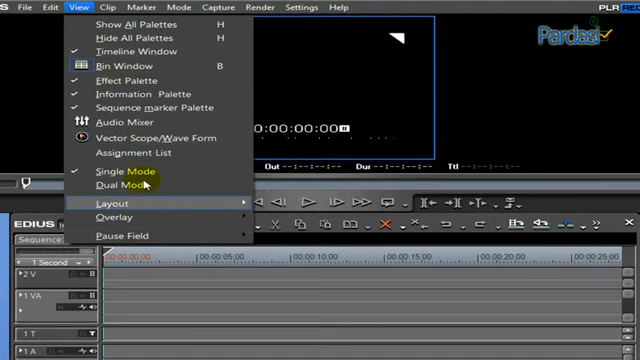 File Edit View Clip Marker Mode Capture Render Settings Help
PLR REC
Pardasi
Show All Palettes H
Hide All Palettes H
Timeline Window
Bin Window B
Effect Palette
Information Palette
Sequence marker Palette
Audio Mixer
Vector Scope/Wave Form
Assignment List
Single Mode
Dual Mode
Layout
Overlay
Pause Field
0:00:00:00
Out --:--:--:-- Ttl --:--:--:--
EDIUS
Sequence
1 Second
00:00:00:00 00:00:05:00 00:00:10:00 00:00:15:00 00:00:20:00 00:00:25:00
2 V
1 VA
1 T
1 A